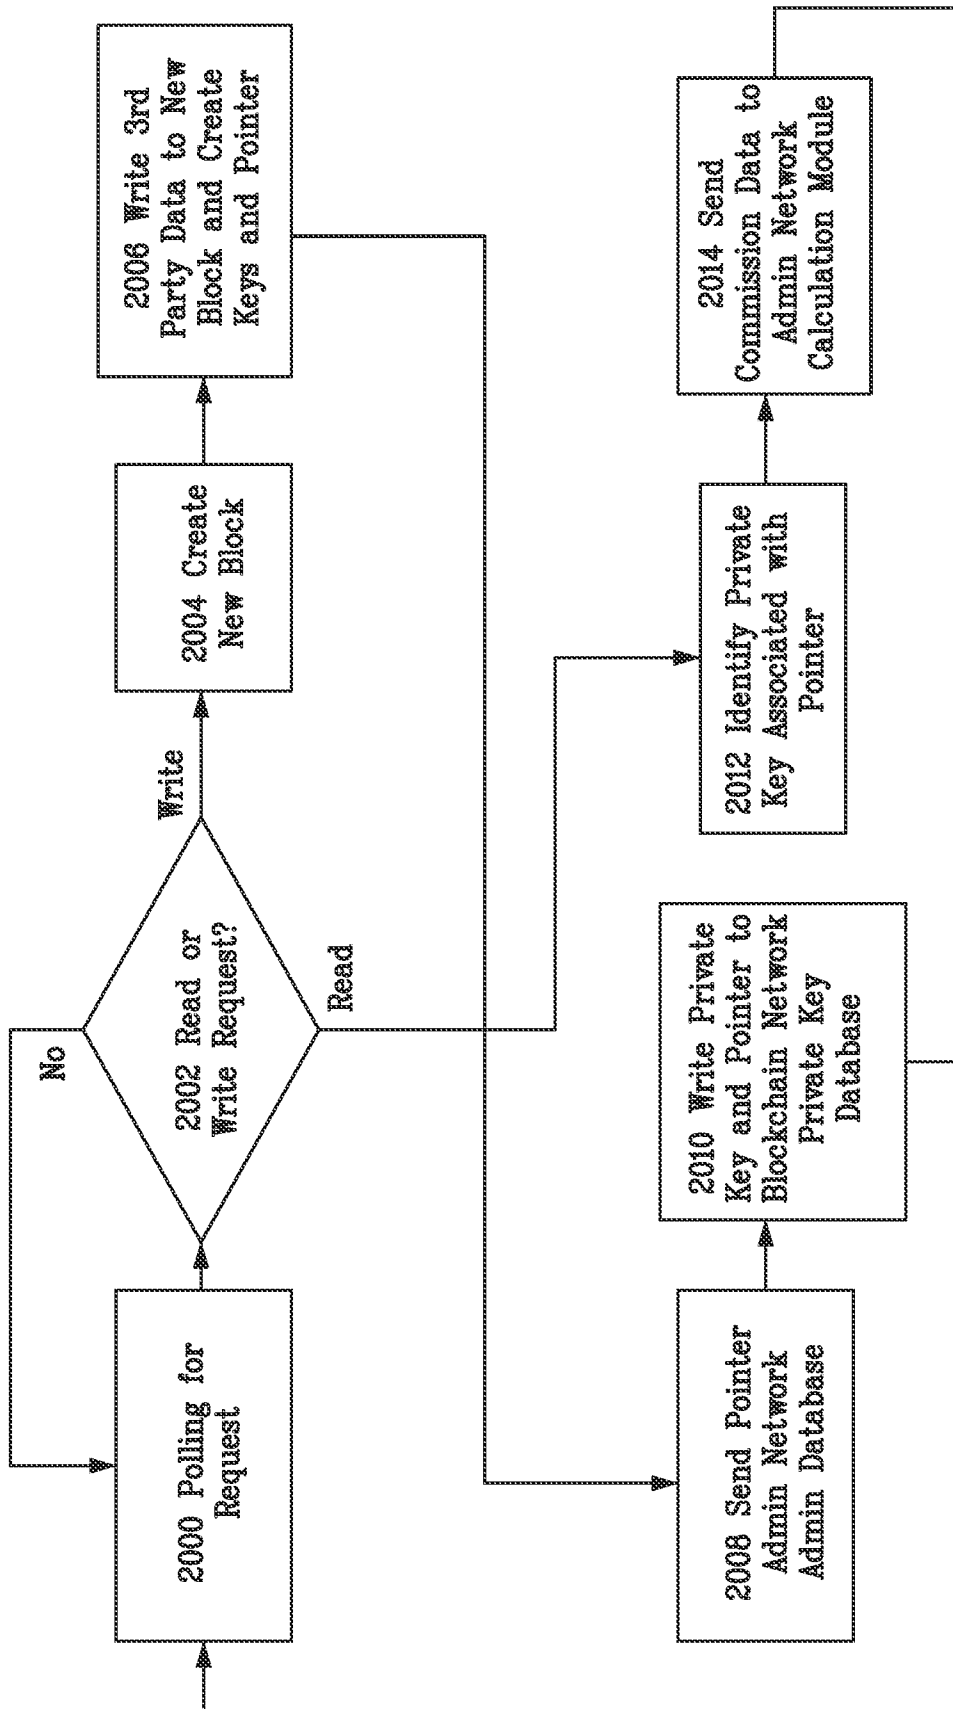 2000 Polling for
Request
No
2002 Read or
Write Request?
Write
Read
2004 Create
New Block
2006 Write 3rd
Party Data to New
Block and Create
Keys and Pointer
2008 Send Pointer
Admin Network
Admin Database
2010 Write Private
Key and Pointer to
Blockchain Network
Private Key
Database
2012 Identify Private
Key Associated with
Pointer
2014 Send
Commission Data to
Admin Network
Calculation Module